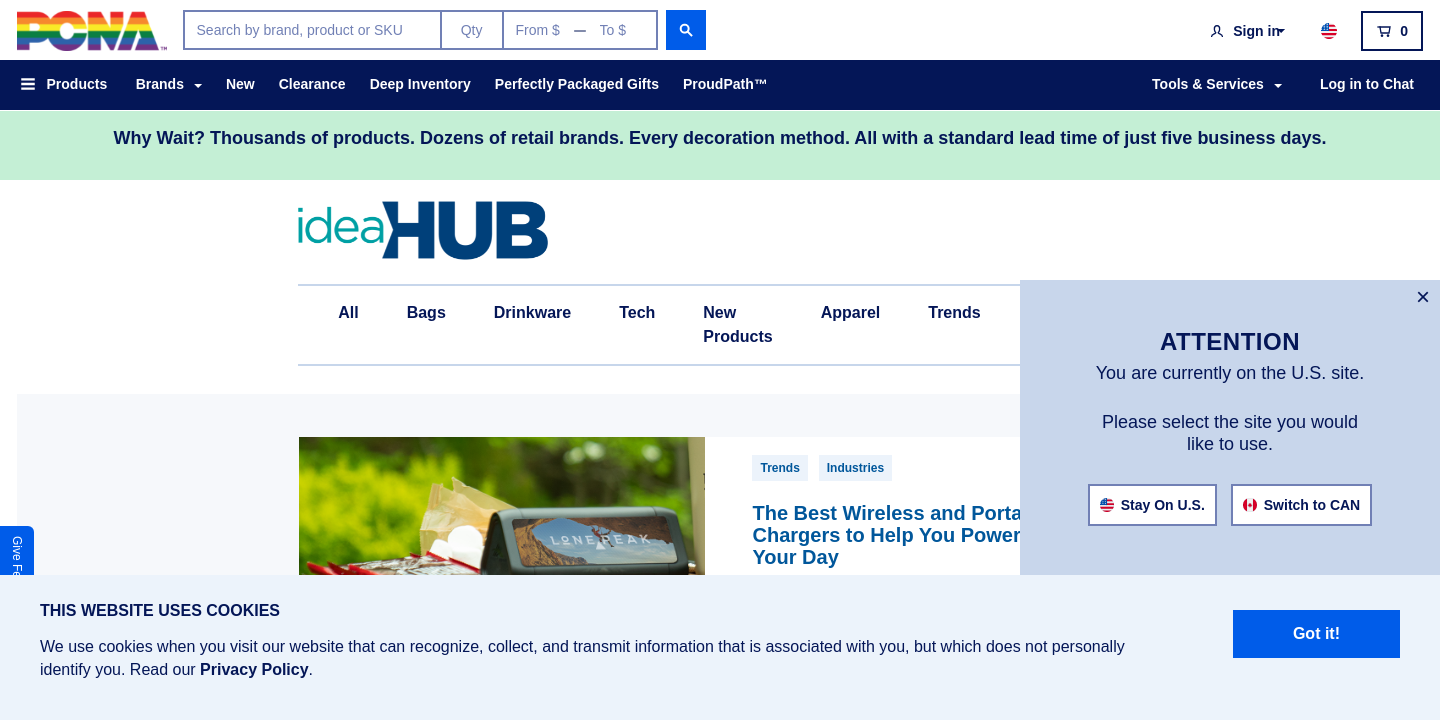 PCNA™
Search by brand, product or SKU
Qty
From $ — To $
Sign in
0
Products
Brands
New
Clearance
Deep Inventory
Perfectly Packaged Gifts
ProudPath™
Tools & Services
Log in to Chat
Why Wait? Thousands of products. Dozens of retail brands. Every decoration method. All with a standard lead time of just five business days.
ideaHUB
All
Bags
Drinkware
Tech
New
Products
Apparel
Trends
×
ATTENTION
You are currently on the U.S. site.
Please select the site you would
like to use.
Stay On U.S.
Switch to CAN
Trends
Industries
The Best Wireless and Porta
Chargers to Help You Power
Your Day
LONE PEAK
Give Fe
THIS WEBSITE USES COOKIES
We use cookies when you visit our website that can recognize, collect, and transmit information that is associated with you, but which does not personally
identify you. Read our Privacy Policy.
Got it!